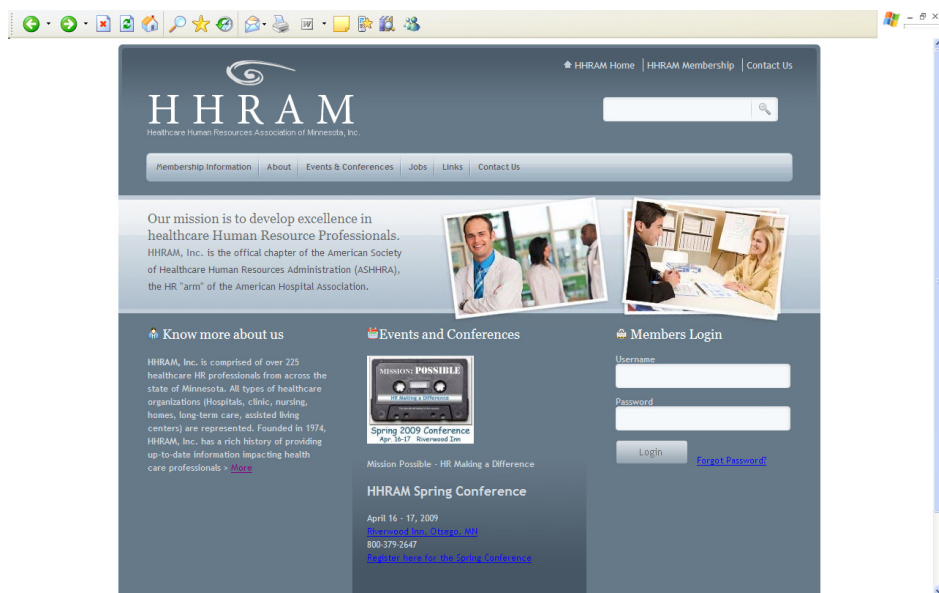 HHRAM Home
HHRAM Membership
Contact Us
HHRAM
Healthcare Human Resources Association of Minnesota, Inc.
Membership Information
About
Events & Conferences
Jobs
Links
Contact Us
Our mission is to develop excellence in
healthcare Human Resource Professionals.
HHRAM, Inc. is the offical chapter of the American Society
of Healthcare Human Resources Administration (ASHHRA),
the HR "arm" of the American Hospital Association.
Know more about us
HHRAM, Inc. is comprised of over 225
healthcare HR professionals from across the
state of Minnesota. All types of healthcare
organizations (Hospitals, clinic, nursing,
homes, long-term care, assisted living
centers) are represented. Founded in 1974,
HHRAM, Inc. has a rich history of providing
up-to-date information impacting health
care professionals > More
Events and Conferences
MISSION: POSSIBLE
HR Making a Difference
Spring 2009 Conference
Apr. 16-17 Riverwood Inn
Mission Possible - HR Making a Difference
HHRAM Spring Conference
April 16 - 17, 2009
Riverwood Inn, Otsego, MN
800-379-2647
Register here for the Spring Conference
Members Login
Username
Password
Login
Forgot Password?